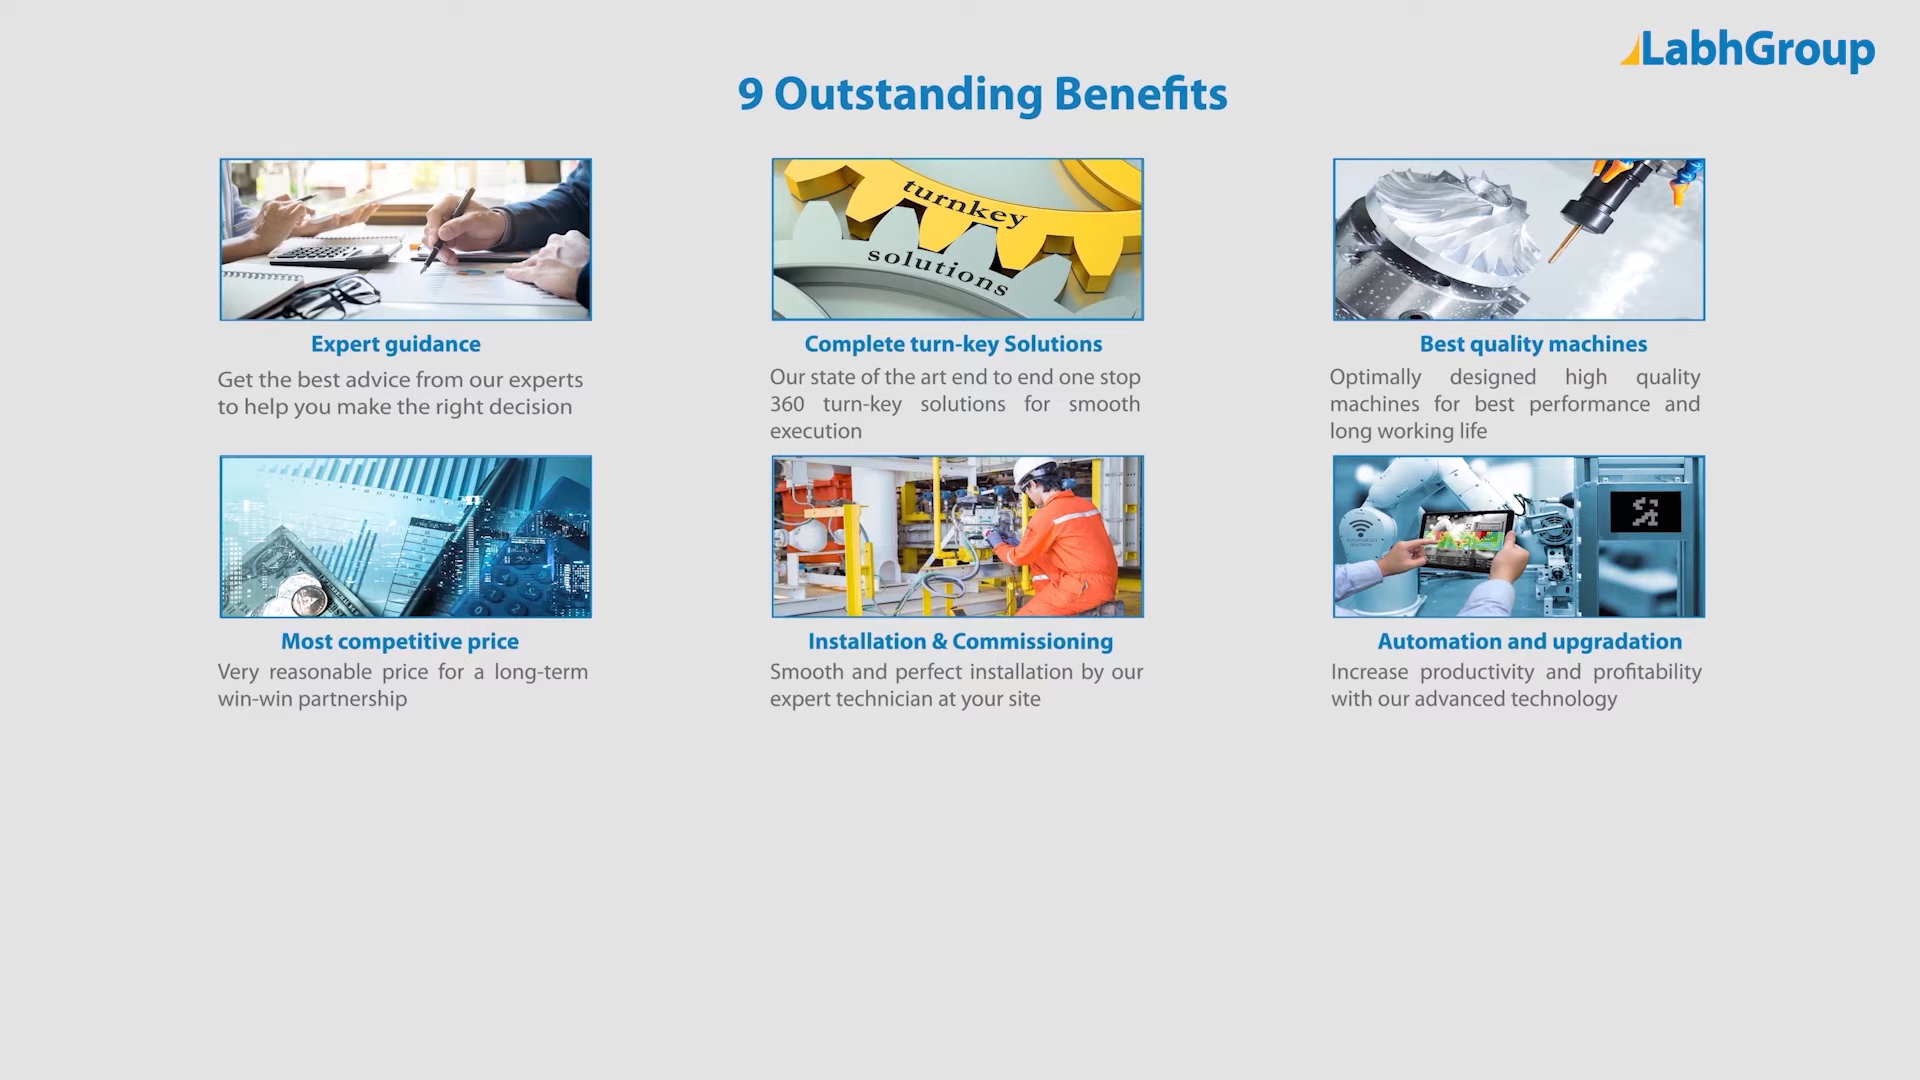 LabhGroup
9 Outstanding Benefits
turnkey
solutions
Expert guidance
Get the best advice from our experts
to help you make the right decision
Complete turn-key Solutions
Our state of the art end to end one stop
360 turn-key solutions for smooth
execution
Best quality machines
Optimally designed high quality
machines for best performance and
long working life
Most competitive price
Very reasonable price for a long-term
win-win partnership
Installation & Commissioning
Smooth and perfect installation by our
expert technician at your site
Automation and upgradation
Increase productivity and profitability
with our advanced technology